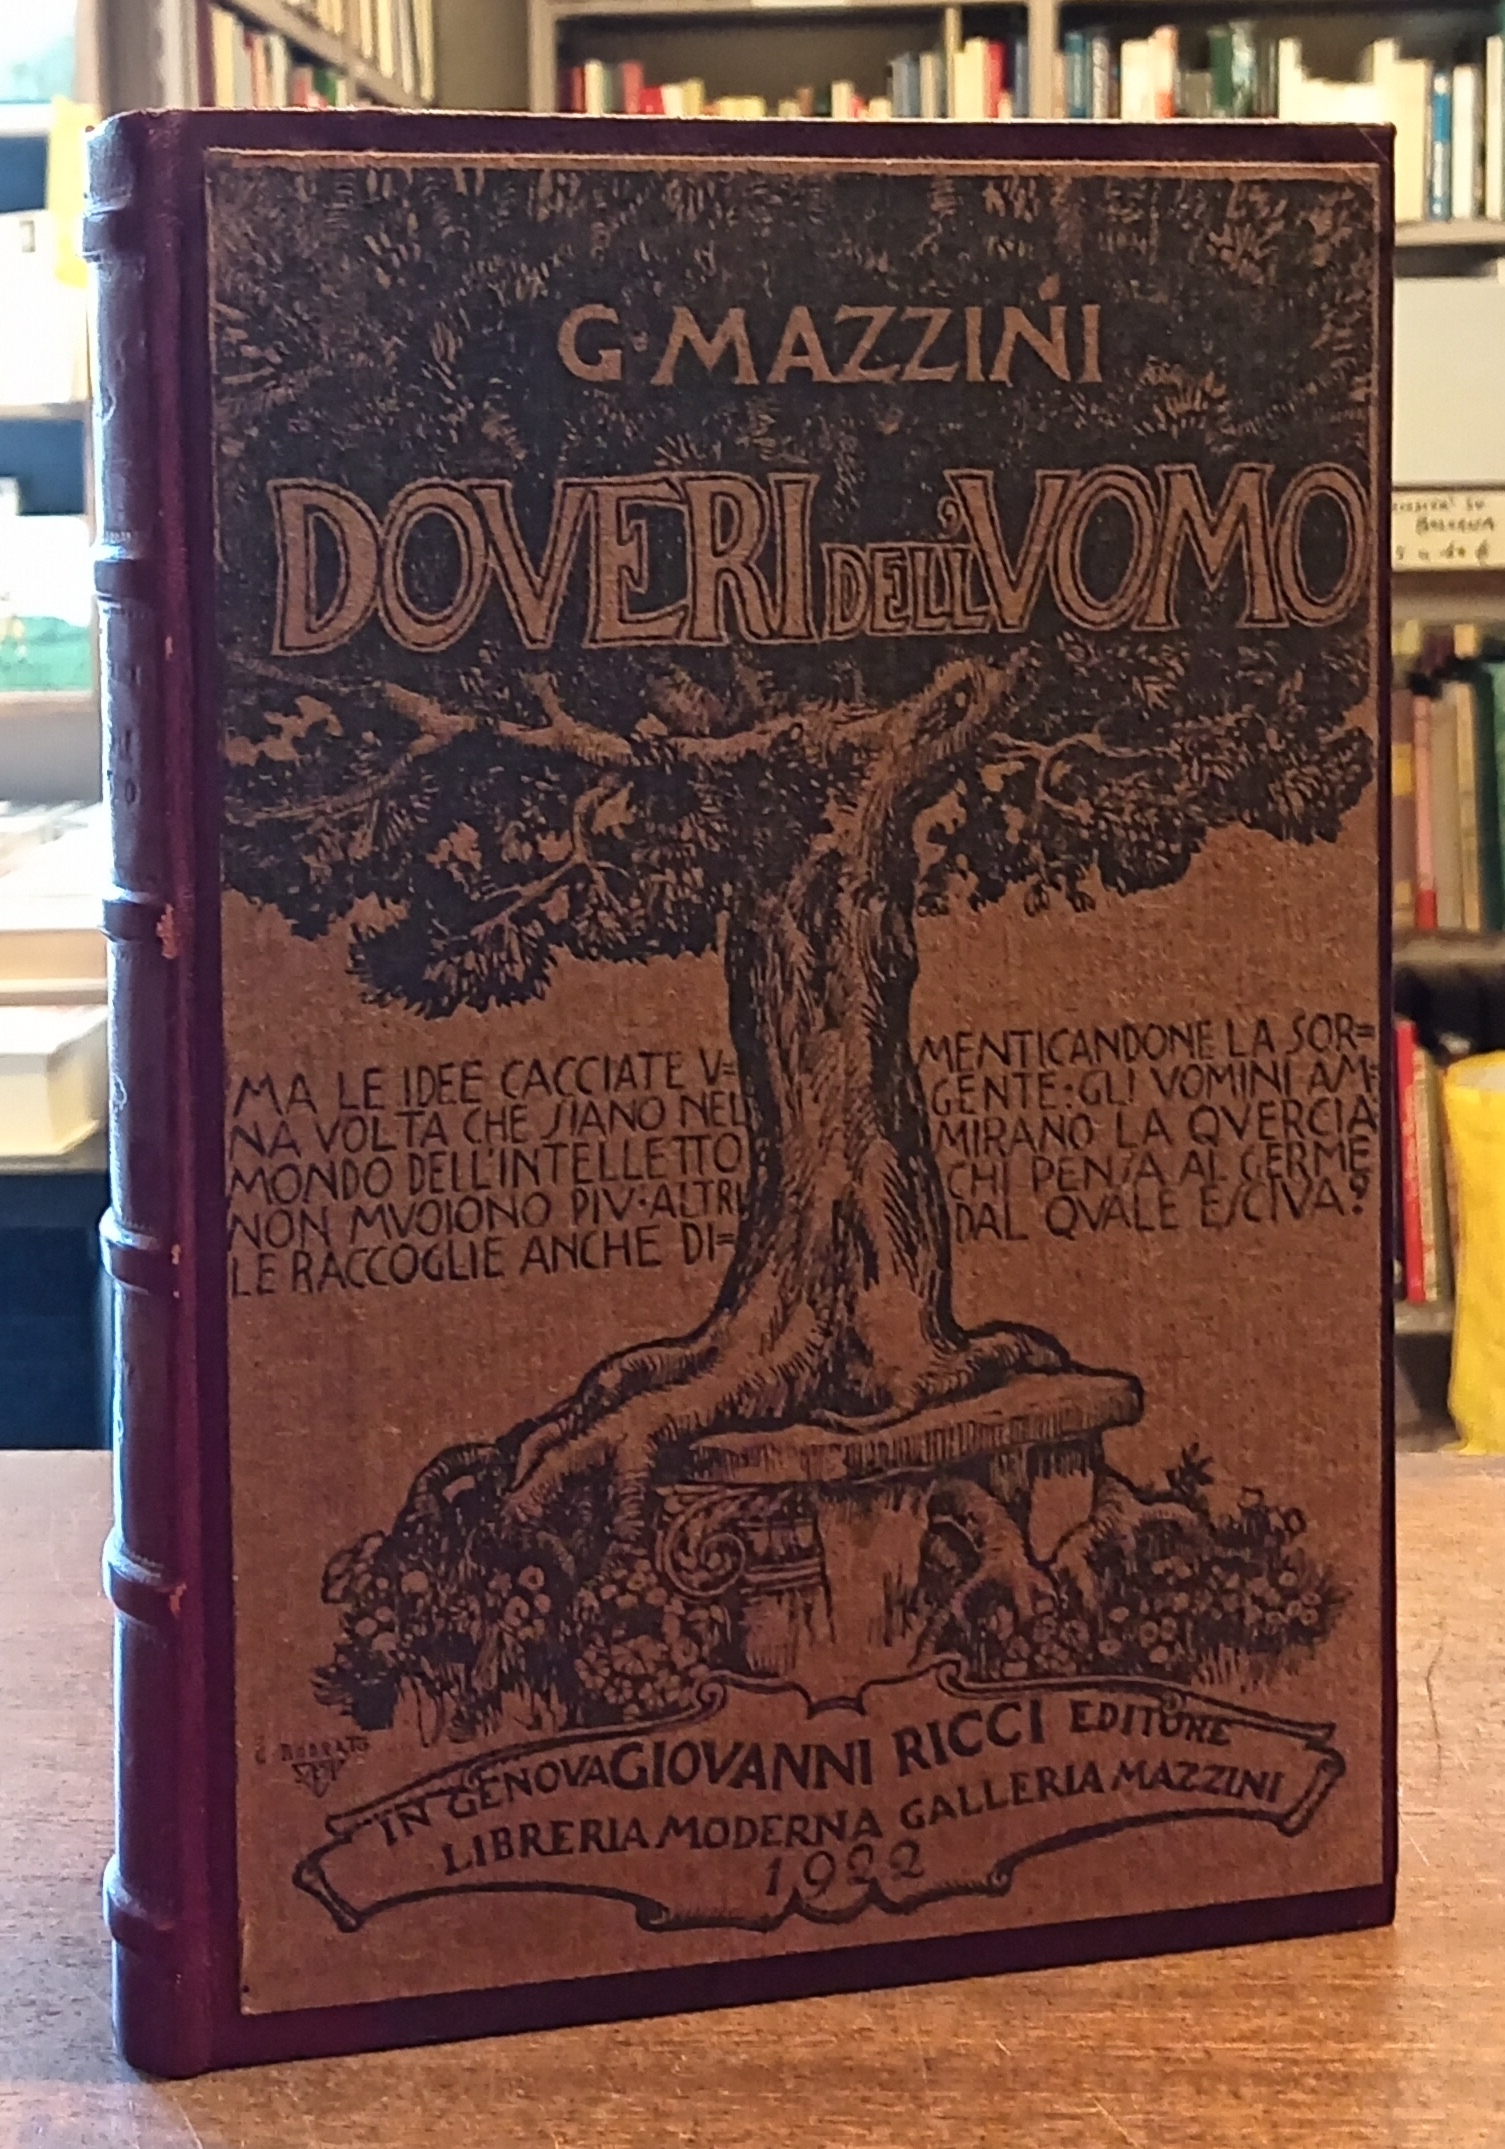 G·MAZZINI
DOVERI DELL'VOMO
MA LE IDEE CACCIATE V=
NA VOLTA CHE SIANO NEL
MONDO DELL'INTELLETTO
NON MVOIONO PIV·ALTRI
LE RACCOGLIE ANCHE DI=
MENTICANDONE LA SOR=
GENTE·GLI VOMINI AM=
MIRANO LA QVERCIA
CHI PENSA AL GERME
DAL QVALE ESCIVA?
IN GENOVA GIOVANNI RICCI EDITORE
LIBRERIA MODERNA GALLERIA MAZZINI
1922
BOLOGNA